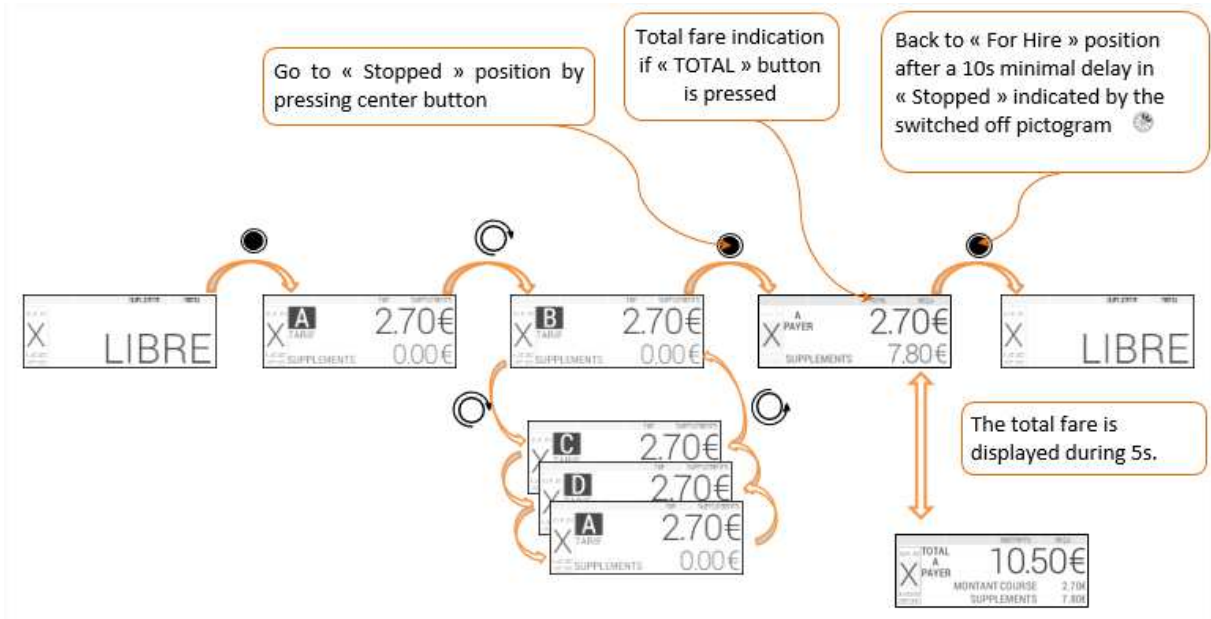 Go to « Stopped » position by
pressing center button
Total fare indication
if « TOTAL » button
is pressed
Back to « For Hire » position
after a 10s minimal delay in
« Stopped » indicated by the
switched off pictogram
X
LIBRE
X
A
TARIF
2.70€
SUPPLEMENTS
0.00€
X
B
TARIF
2.70€
SUPPLEMENTS
0.00€
X
A
PAYER
2.70€
SUPPLEMENTS
7.80€
X
LIBRE
C
TARIF
2.70€
D
TARIF
2.70€
X
A
TARIF
2.70€
SUPPLEMENTS
0.00€
The total fare is
displayed during 5s.
X
TOTAL
A
PAYER
10.50€
MONTANT COURSE 2.70€
SUPPLEMENTS 7.80€